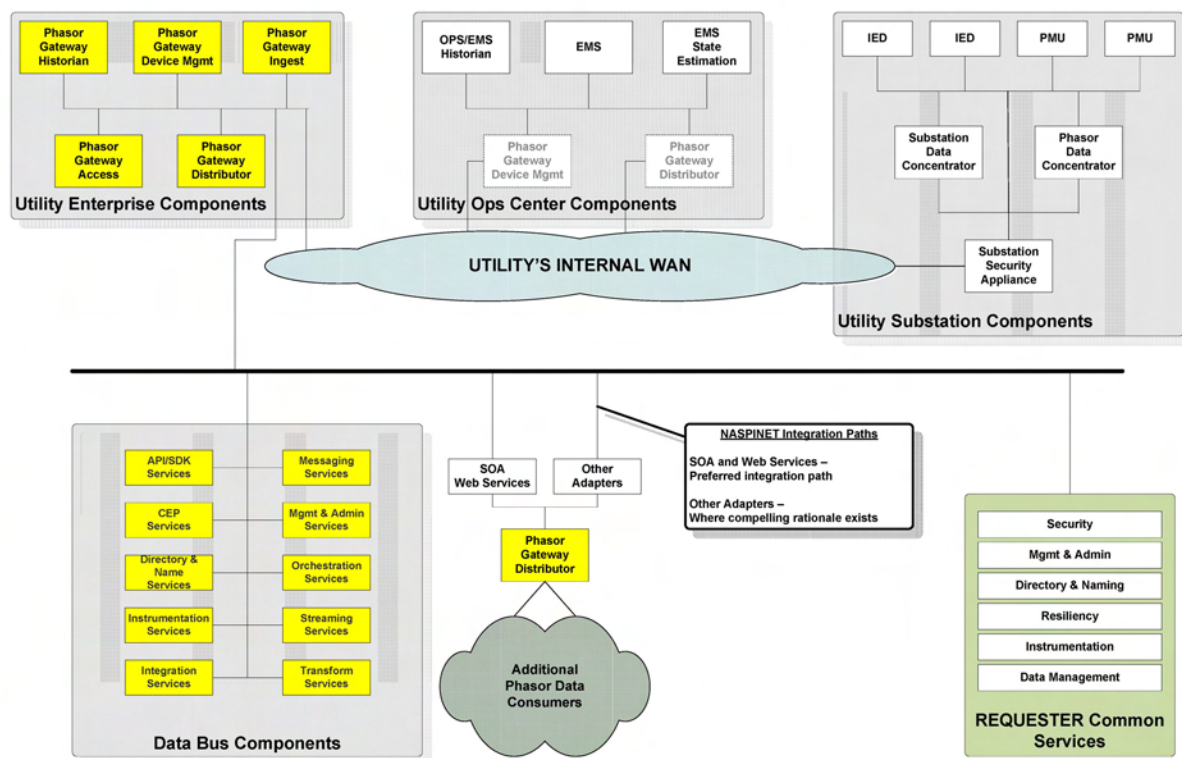 Phasor
Gateway
Historian
Phasor
Gateway
Device Mgmt
Phasor
Gateway
Ingest
Phasor
Gateway
Access
Phasor
Gateway
Distributor
Utility Enterprise Components
OPS/EMS
Historian
EMS
EMS
State
Estimation
Phasor
Gateway
Device Mgmt
Phasor
Gateway
Distributor
Utility Ops Center Components
IED
IED
PMU
PMU
Substation
Data
Concentrator
Phasor
Data
Concentrator
Substation
Security
Appliance
Utility Substation Components
UTILITY'S INTERNAL WAN
API/SDK
Services
Messaging
Services
CEP
Services
Mgmt & Admin
Services
Directory &
Name
Services
Orchestration
Services
Instrumentation
Services
Streaming
Services
Integration
Services
Transform
Services
Data Bus Components
SOA
Web Services
Other
Adapters
Phasor
Gateway
Distributor
Additional
Phasor Data
Consumers
NASPINET Integration Paths
SOA and Web Services –
Preferred integration path
Other Adapters –
Where compelling rationale exists
Security
Mgmt & Admin
Directory & Naming
Resiliency
Instrumentation
Data Management
REQUESTER Common
Services